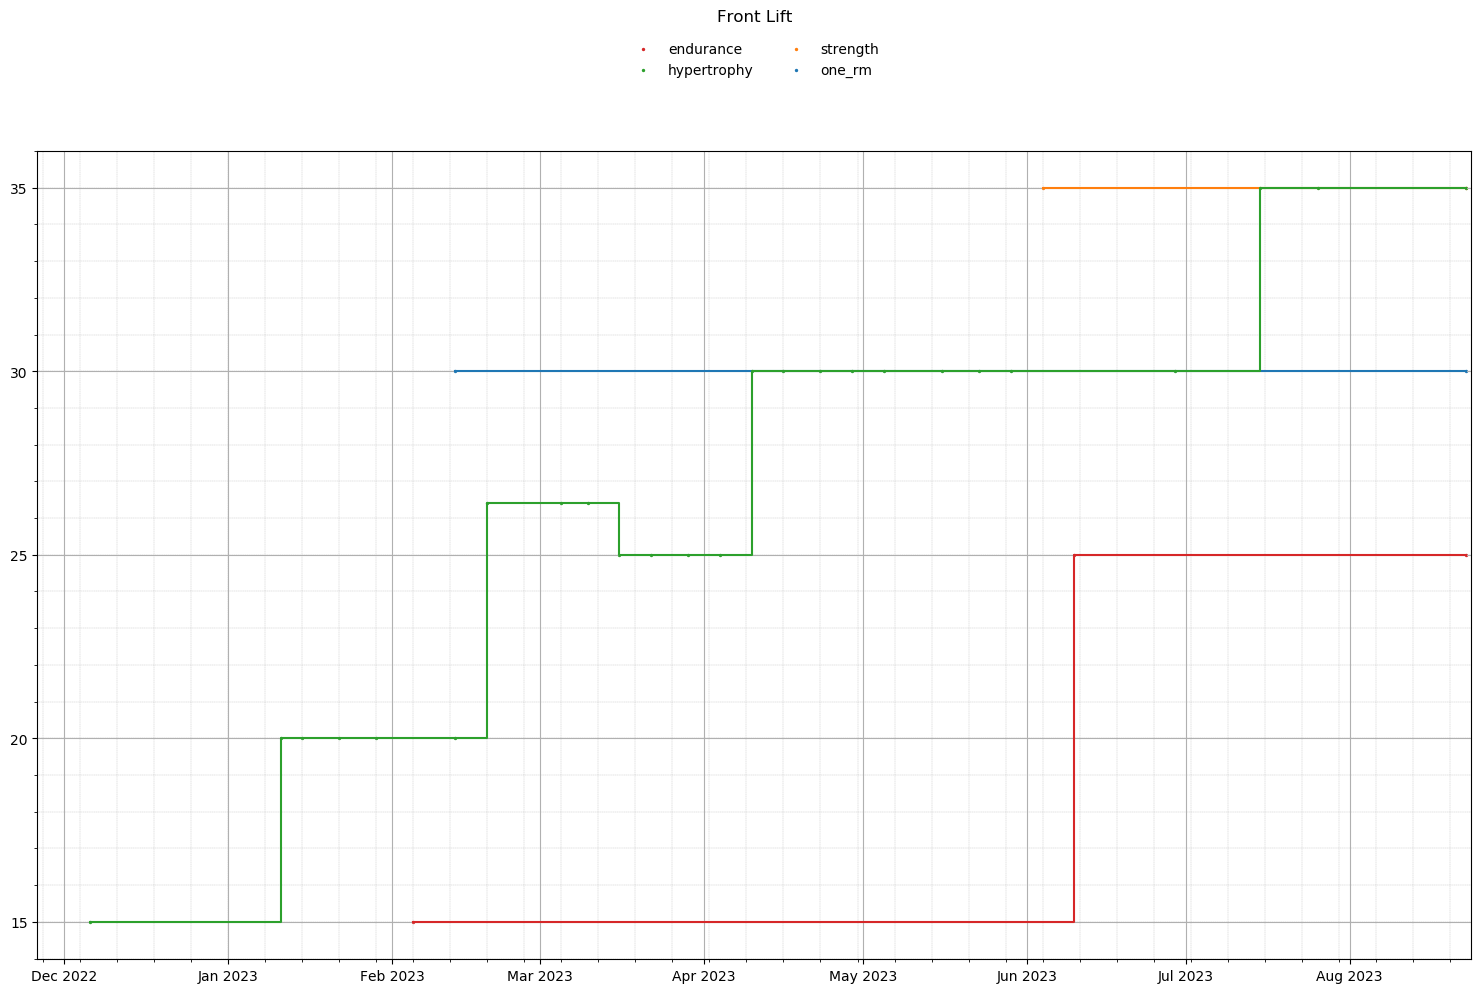 Front Lift
endurance strength
hypertrophy one_rm
35
30
25
20
15
Dec 2022 Jan 2023 Feb 2023 Mar 2023 Apr 2023 May 2023 Jun 2023 Jul 2023 Aug 2023